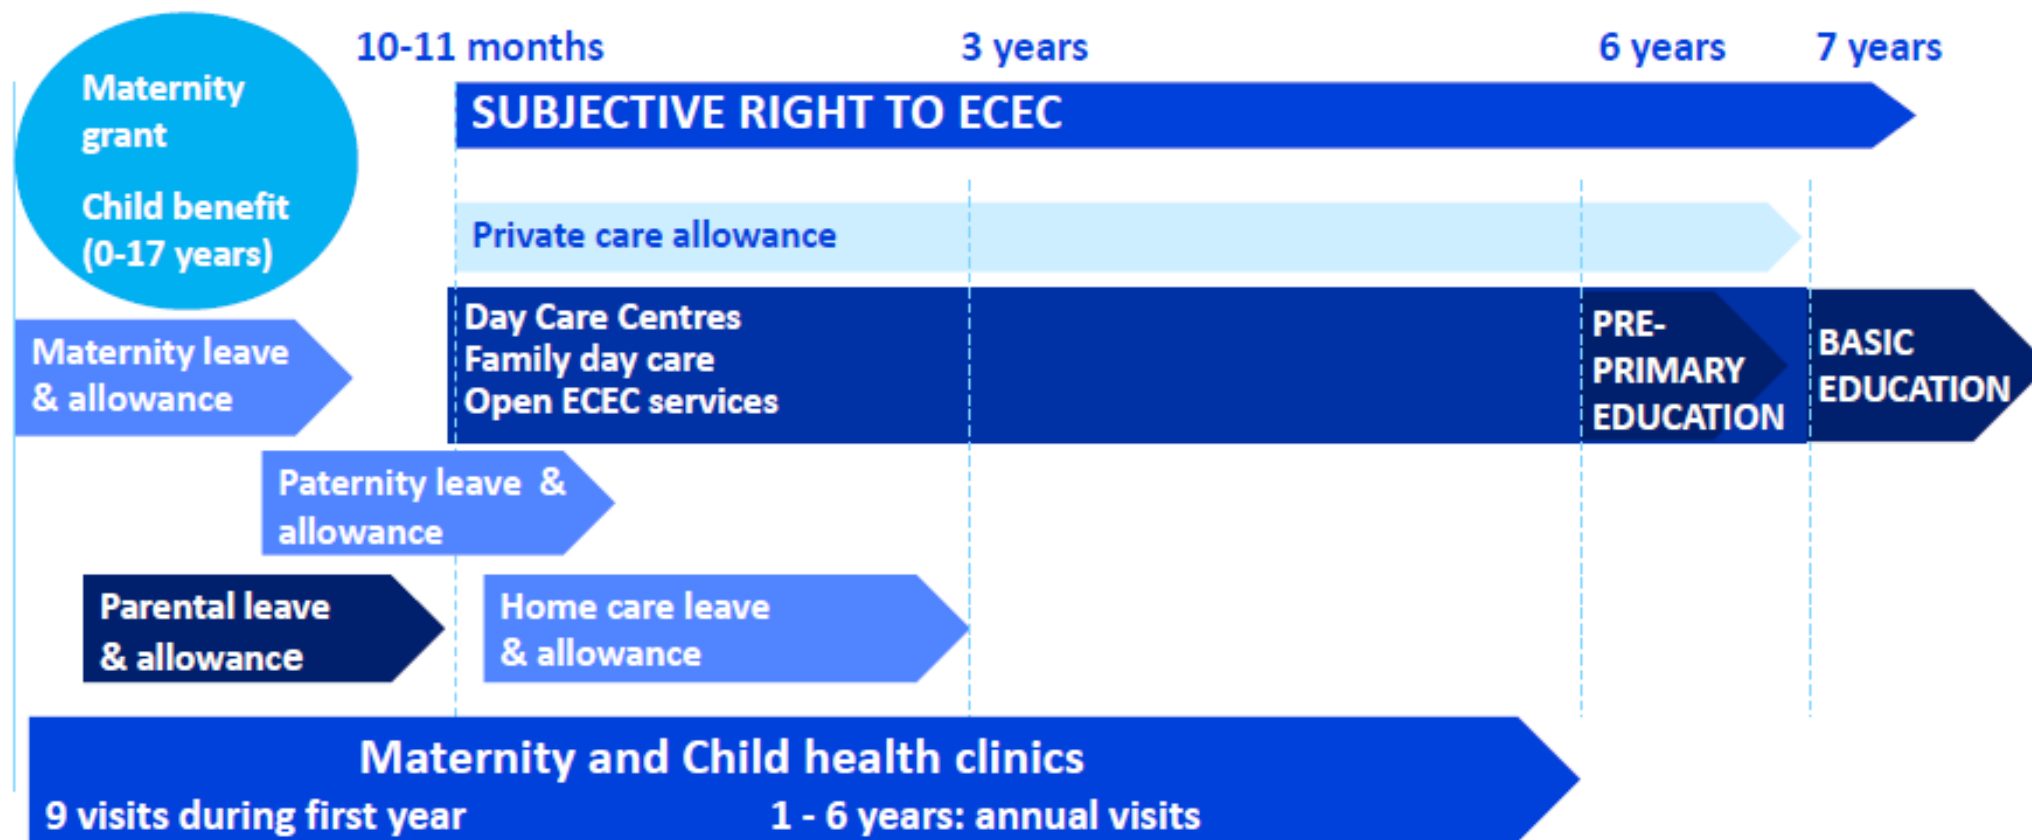 10-11 months
3 years
6 years
7 years
Maternity
grant
Child benefit
(0-17 years)
SUBJECTIVE RIGHT TO ECEC
Private care allowance
Maternity leave
& allowance
Day Care Centres
Family day care
Open ECEC services
PRE-
PRIMARY
EDUCATION
BASIC
EDUCATION
Paternity leave &
allowance
Parental leave
& allowance
Home care leave
& allowance
Maternity and Child health clinics
9 visits during first year
1 - 6 years: annual visits